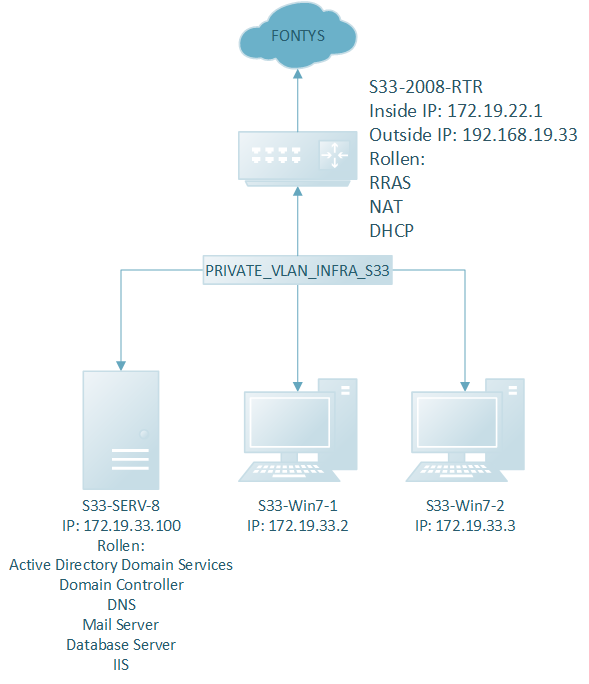 FONTYS
S33-2008-RTR
Inside IP: 172.19.22.1
Outside IP: 192.168.19.33
Rollen:
RRAS
NAT
DHCP
PRIVATE_VLAN_INFRA_S33
S33-SERV-8
IP: 172.19.33.100
Rollen:
Active Directory Domain Services
Domain Controller
DNS
Mail Server
Database Server
IIS
S33-Win7-1
IP: 172.19.33.2
S33-Win7-2
IP: 172.19.33.3